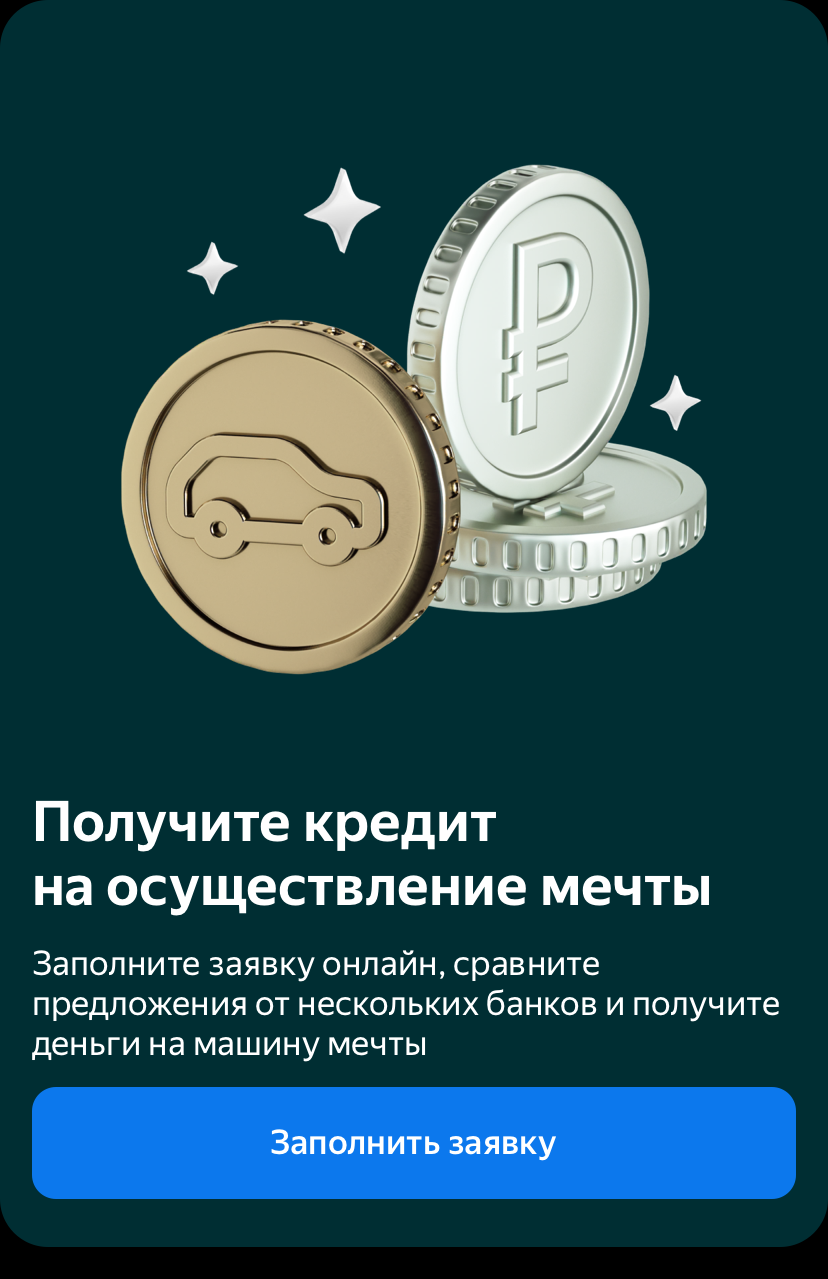 Получите кредит
на осуществление мечты
Заполните заявку онлайн, сравните
предложения от нескольких банков и получите
деньги на машину мечты
Заполнить заявку